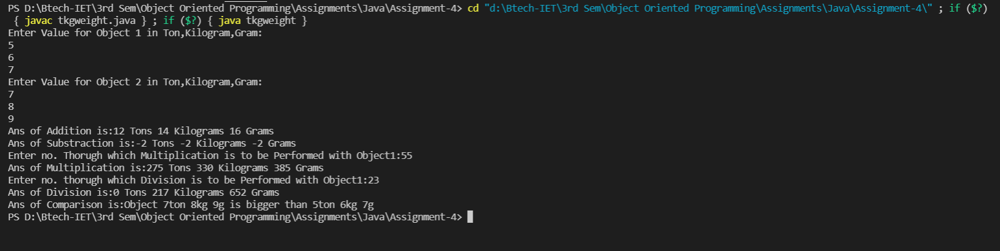 PS D:\Btech-IET\3rd Sem\Object Oriented Programming\Assignments\Java\Assignment-4> cd "d:\Btech-IET\3rd Sem\Object Oriented Programming\Assignments\Java\Assignment-4\" ; if ($?)
{ javac tkgweight.java } ; if ($?) { java tkgweight }
Enter Value for Object 1 in Ton,Kilogram,Gram:
5
6
7
Enter Value for Object 2 in Ton,Kilogram,Gram:
7
8
9
Ans of Addition is:12 Tons 14 Kilograms 16 Grams
Ans of Substraction is:-2 Tons -2 Kilograms -2 Grams
Enter no. Thorugh which Multiplication is to be Performed with Object1:55
Ans of Multiplication is:275 Tons 330 Kilograms 385 Grams
Enter no. thorugh which Division is to be Performed with Object1:23
Ans of Division is:0 Tons 217 Kilograms 652 Grams
Ans of Comparison is:Object 7ton 8kg 9g is bigger than 5ton 6kg 7g
PS D:\Btech-IET\3rd Sem\Object Oriented Programming\Assignments\Java\Assignment-4>